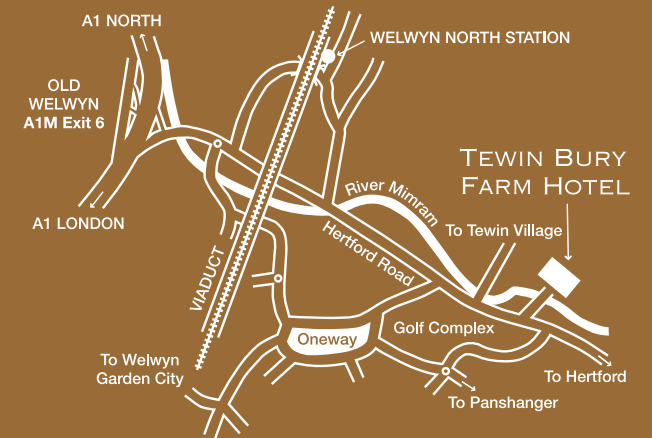 A1 NORTH
WELWYN NORTH STATION
OLD
WELWYN
A1M Exit 6
TEWIN BURY
FARM HOTEL
River Mimram
A1 LONDON
To Tewin Village
Hertford Road
VIADUCT
Oneway
Golf Complex
To Welwyn
Garden City
To Hertford
To Panshanger